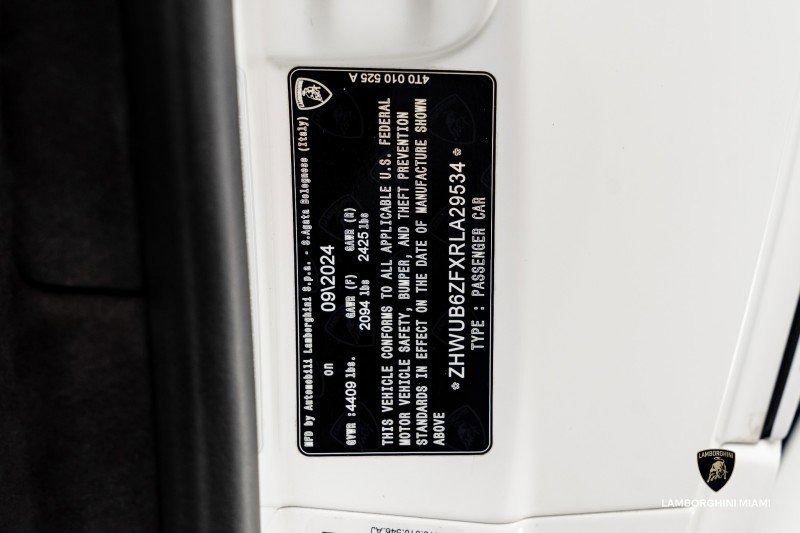 4T0 010 525 A
MFD by Automobili Lamborghini S.p.a. - S.Agata Bolognese (Italy)
on 09\2024
GVWR :4409 lbs. GAWR (F) GAWR (R)
2094 lbs 2425 lbs
THIS VEHICLE CONFORMS TO ALL APPLICABLE U.S. FEDERAL
MOTOR VEHICLE SAFETY, BUMPER, AND THEFT PREVENTION
STANDARDS IN EFFECT ON THE DATE OF MANUFACTURE SHOWN
ABOVE
* ZHWUB6ZFXRLA29534 *
TYPE : PASSENGER CAR
LAMBORGHINI
LAMBORGHINI MIAMI